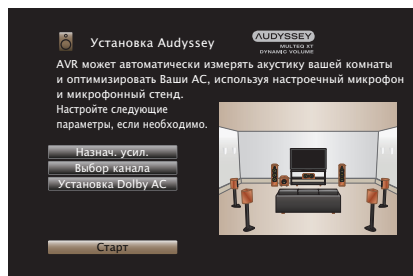 Установка Audyssey
AUDYSSEY
MULTEQ XT
DYNAMIC VOLUME
AVR может автоматически измерять акустику вашей комнаты
и оптимизировать Ваши АС, используя настроечный микрофон
и микрофонный стенд.
Настройте следующие
параметры, если необходимо.
Назнач. усил.
Выбор канала
Установка Dolby АС
Старт